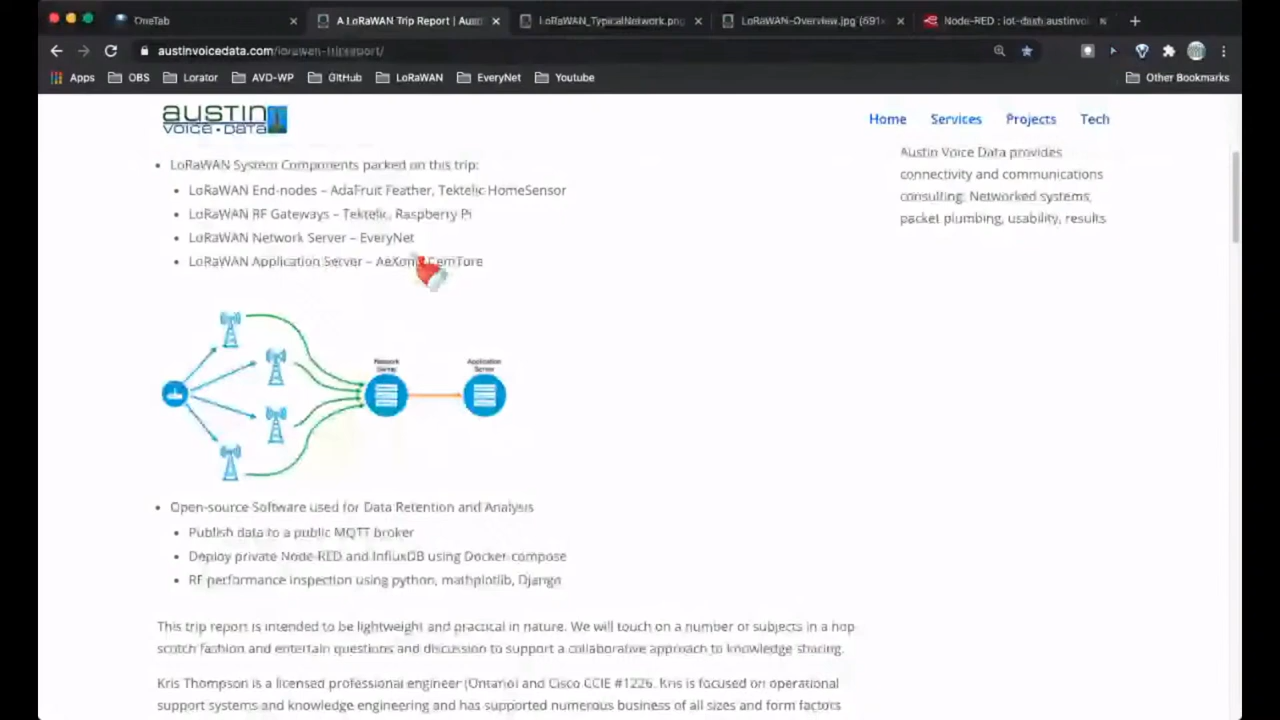 OneTab
A LoRaWAN Trip Report | Aust
LoRaWAN_TypicalNetwork.png
LoRaWAN-Overview.jpg (691×
Node-RED : iot-dash.austinvoi
austinvoicedata.com/lorawan-tripreport/
Apps
OBS
Lorator
AVD-WP
GitHub
LoRaWAN
EveryNet
Youtube
Other Bookmarks
AUSTIN
VOICE•DATA
Home
Services
Projects
Tech
LoRaWAN System Components packed on this trip:
LoRaWAN End-nodes – AdaFruit Feather, Tektelic HomeSensor
LoRaWAN RF Gateways – Tektelic, Raspberry Pi
LoRaWAN Network Server – EveryNet
LoRaWAN Application Server –
Austin Voice Data provides
connectivity and communications
consulting: Networked systems,
packet plumbing, usability, results
Network
Server
Application
Server
Open-source Software used for Data Retention and Analysis
Publish data to a public MQTT broker
Deploy private Node-RED and InfluxDB using Docker compose
RF performance inspection using python, mathplotlib, Django
This trip report is intended to be lightweight and practical in nature. We will touch on a number of subjects in a hop
scotch fashion and entertain questions and discussion to support a collaborative approach to knowledge sharing.
Kris Thompson is a licensed professional engineer (Ontario) and Cisco CCIE #1226. Kris is focused on operational
support systems and knowledge engineering and has supported numerous business of all sizes and form factors